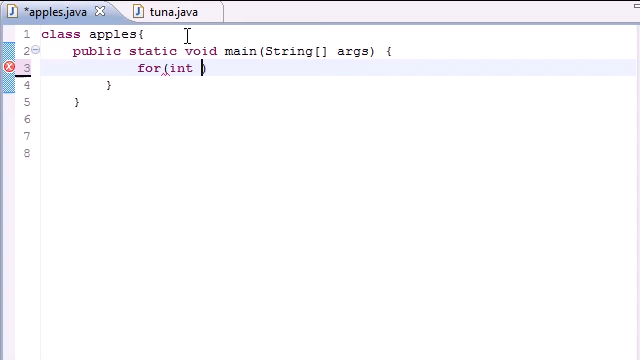 *apples.java tuna.java
1 class apples{
2 public static void main(String[] args) {
3 for(int )
4 }
5 }
6
7
8